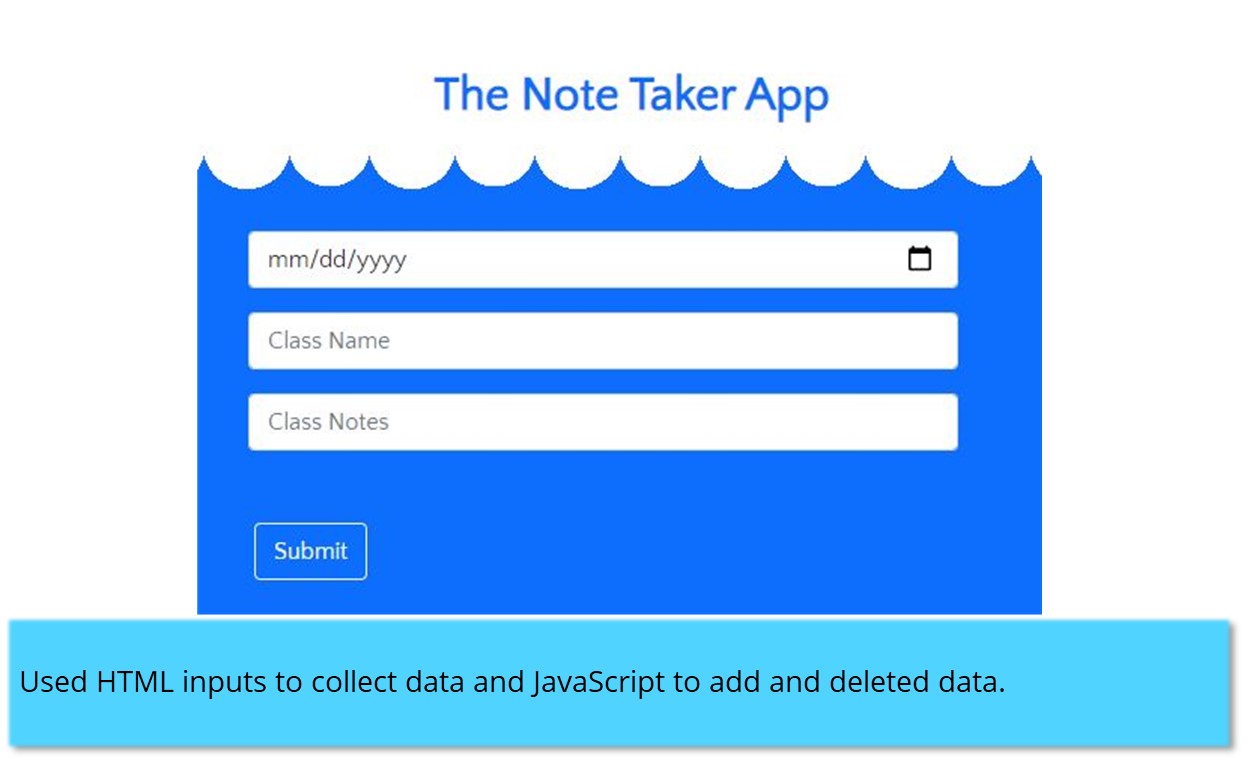 The Note Taker App
mm/dd/yyyy
Class Name
Class Notes
Submit
Used HTML inputs to collect data and JavaScript to add and deleted data.